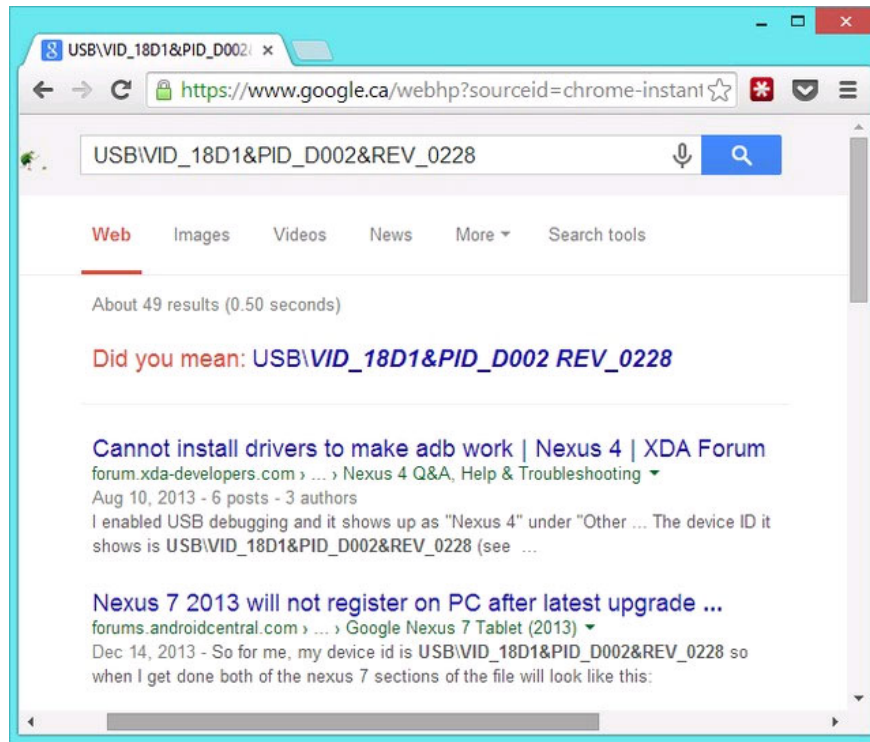 USB\VID_18D1&PID_D002
https://www.google.ca/webhp?sourceid=chrome-instant
USB\VID_18D1&PID_D002&REV_0228
Web Images Videos News More Search tools
About 49 results (0.50 seconds)
Did you mean: USB\VID_18D1&PID_D002 REV_0228
Cannot install drivers to make adb work | Nexus 4 | XDA Forum
forum.xda-developers.com › ... › Nexus 4 Q&A, Help & Troubleshooting
Aug 10, 2013 - 6 posts - 3 authors
I enabled USB debugging and it shows up as "Nexus 4" under "Other ... The device ID it
shows is USB\VID_18D1&PID_D002&REV_0228 (see ...
Nexus 7 2013 will not register on PC after latest upgrade ...
forums.androidcentral.com › ... › Google Nexus 7 Tablet (2013)
Dec 14, 2013 - So for me, my device id is USB\VID_18D1&PID_D002&REV_0228 so
when I get done both of the nexus 7 sections of the file will look like this: